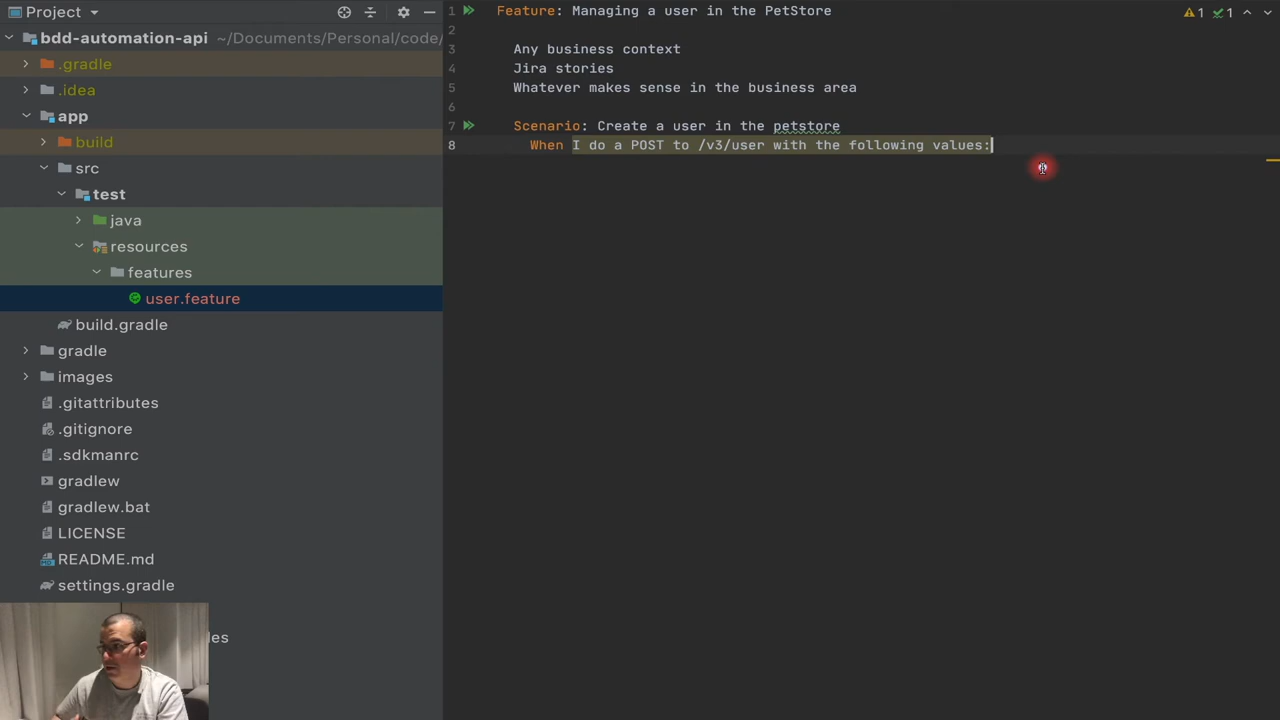 Project
bdd-automation-api ~/Documents/Personal/code/
.gradle
.idea
app
build
src
test
java
resources
features
user.feature
build.gradle
gradle
images
.gitattributes
.gitignore
.sdkmanrc
gradlew
gradlew.bat
LICENSE
README.md
settings.gradle
les
1 Feature: Managing a user in the PetStore
2
3 Any business context
4 Jira stories
5 Whatever makes sense in the business area
6
7 Scenario: Create a user in the petstore
8 When I do a POST to /v3/user with the following values:
1 1